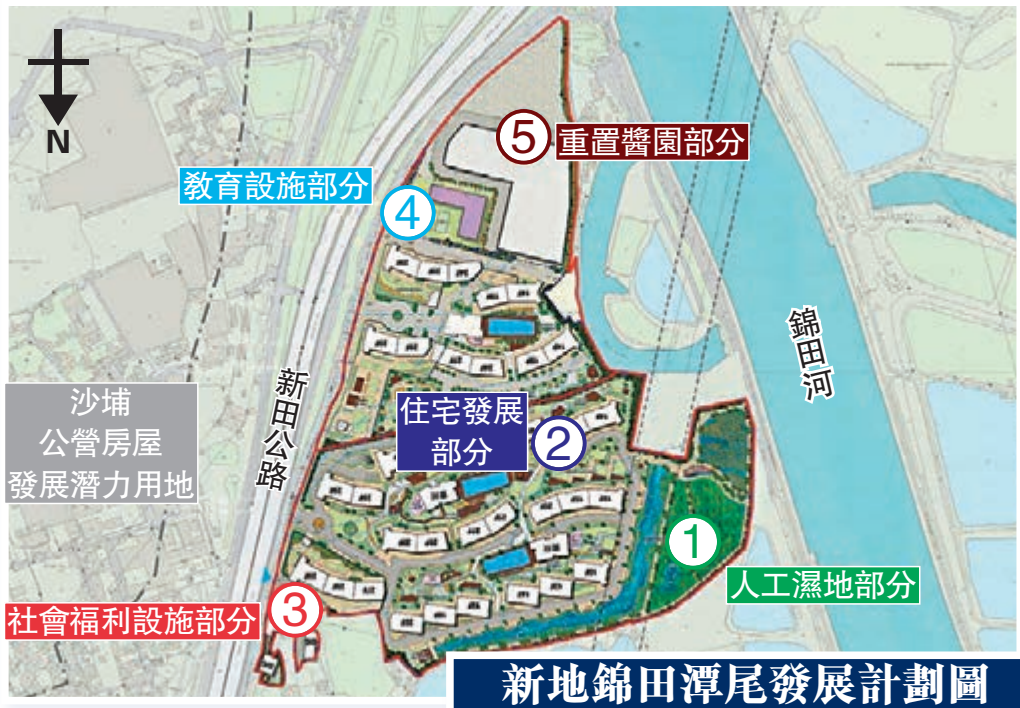 N
5 重置醬園部分
教育設施部分
4
錦田河
新田公路
沙埔
公營房屋
發展潛力用地
住宅發展
部分
2
1
人工濕地部分
3
社會福利設施部分
新地錦田潭尾發展計劃圖